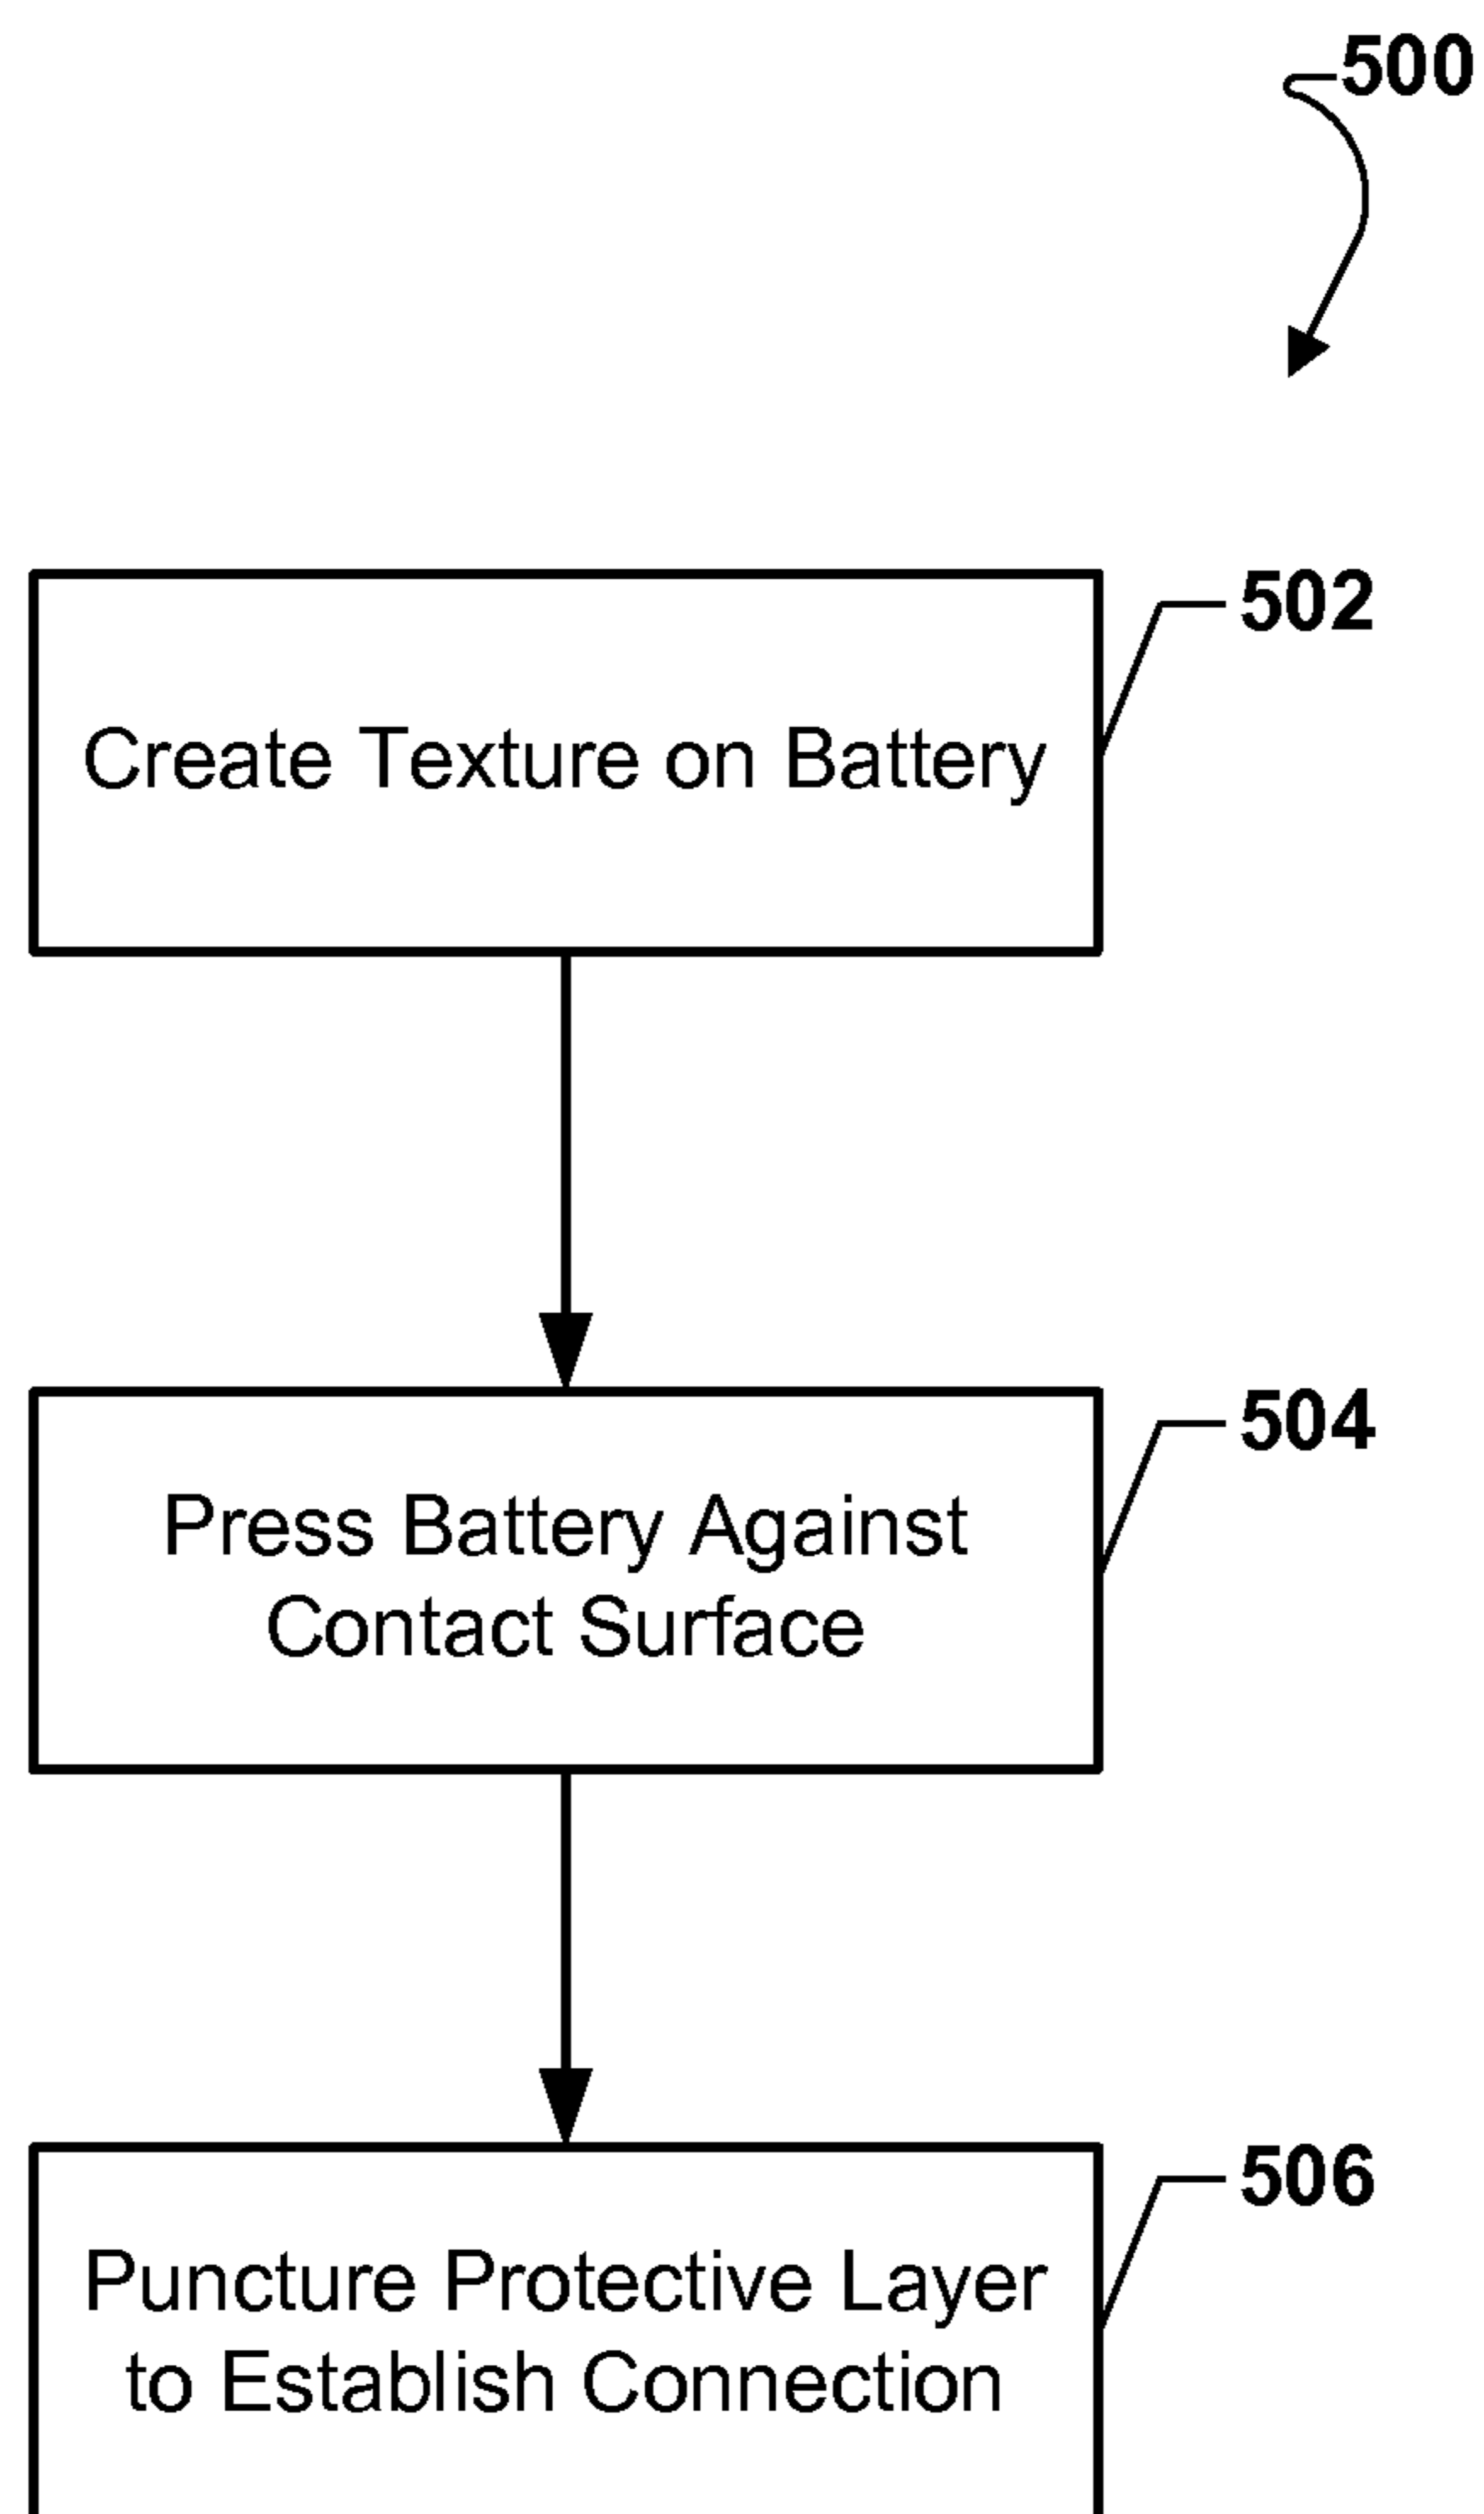 500
502
Create Texture on Battery
504
Press Battery Against
Contact Surface
506
Puncture Protective Layer
to Establish Connection